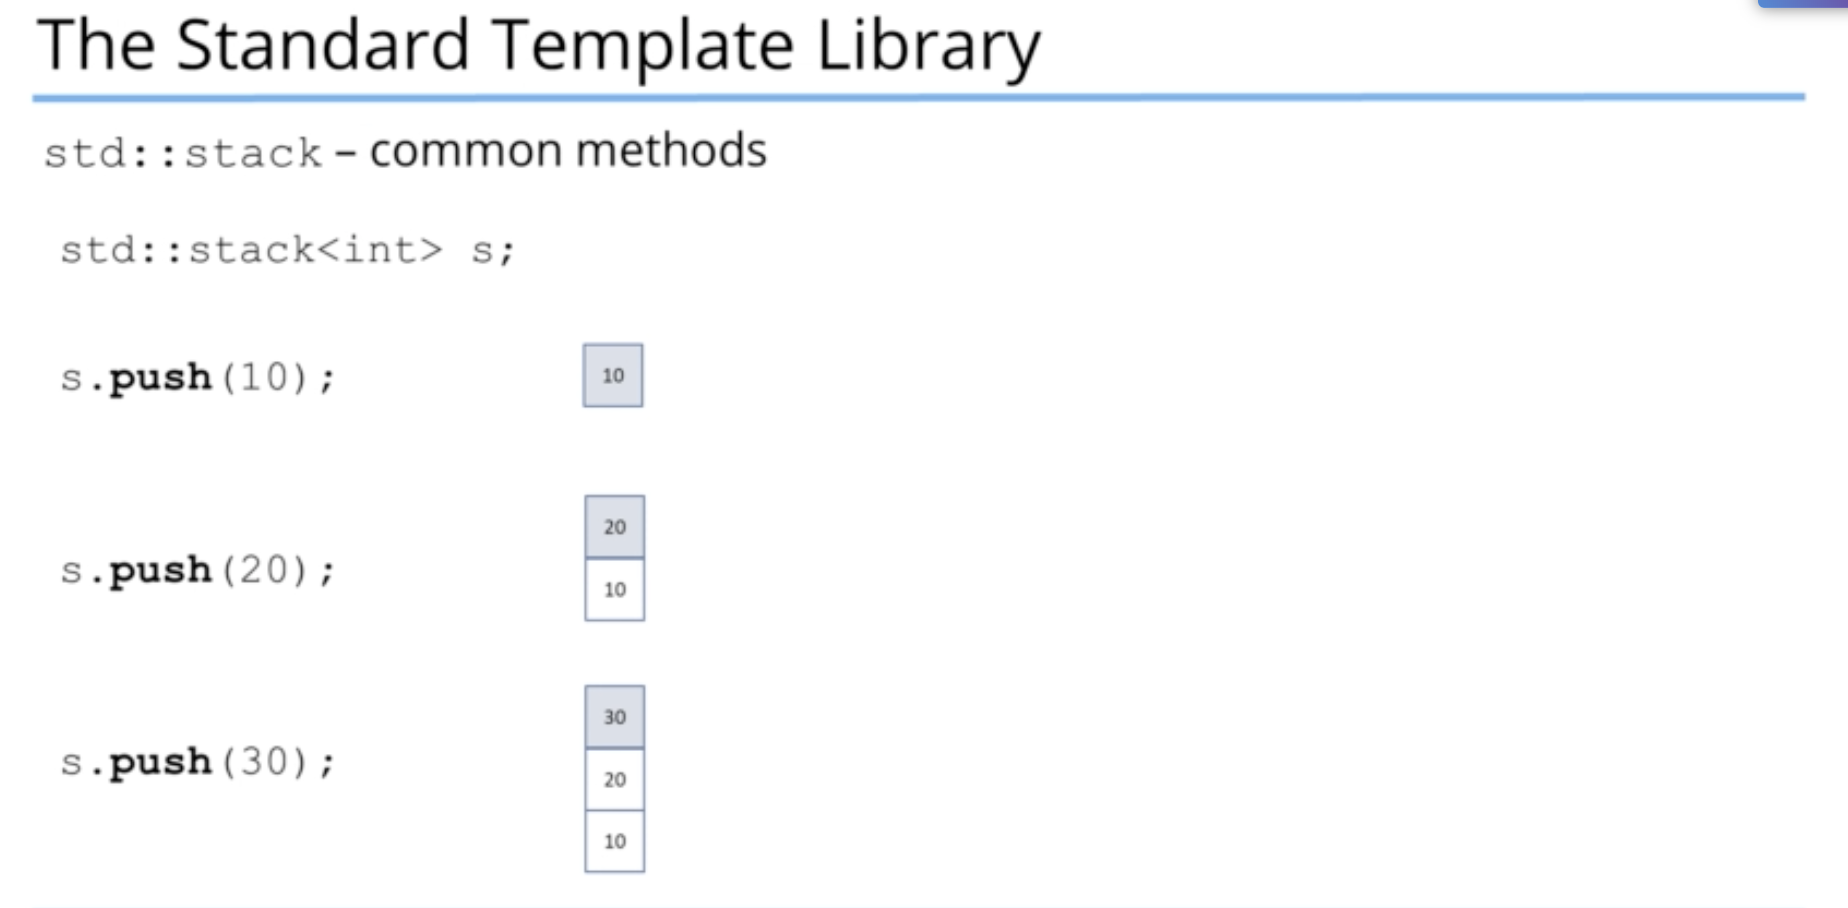 The Standard Template Library
std::stack – common methods
std::stack<int> s;
s.push(10);
10
s.push(20);
20
10
s.push(30);
30
20
10